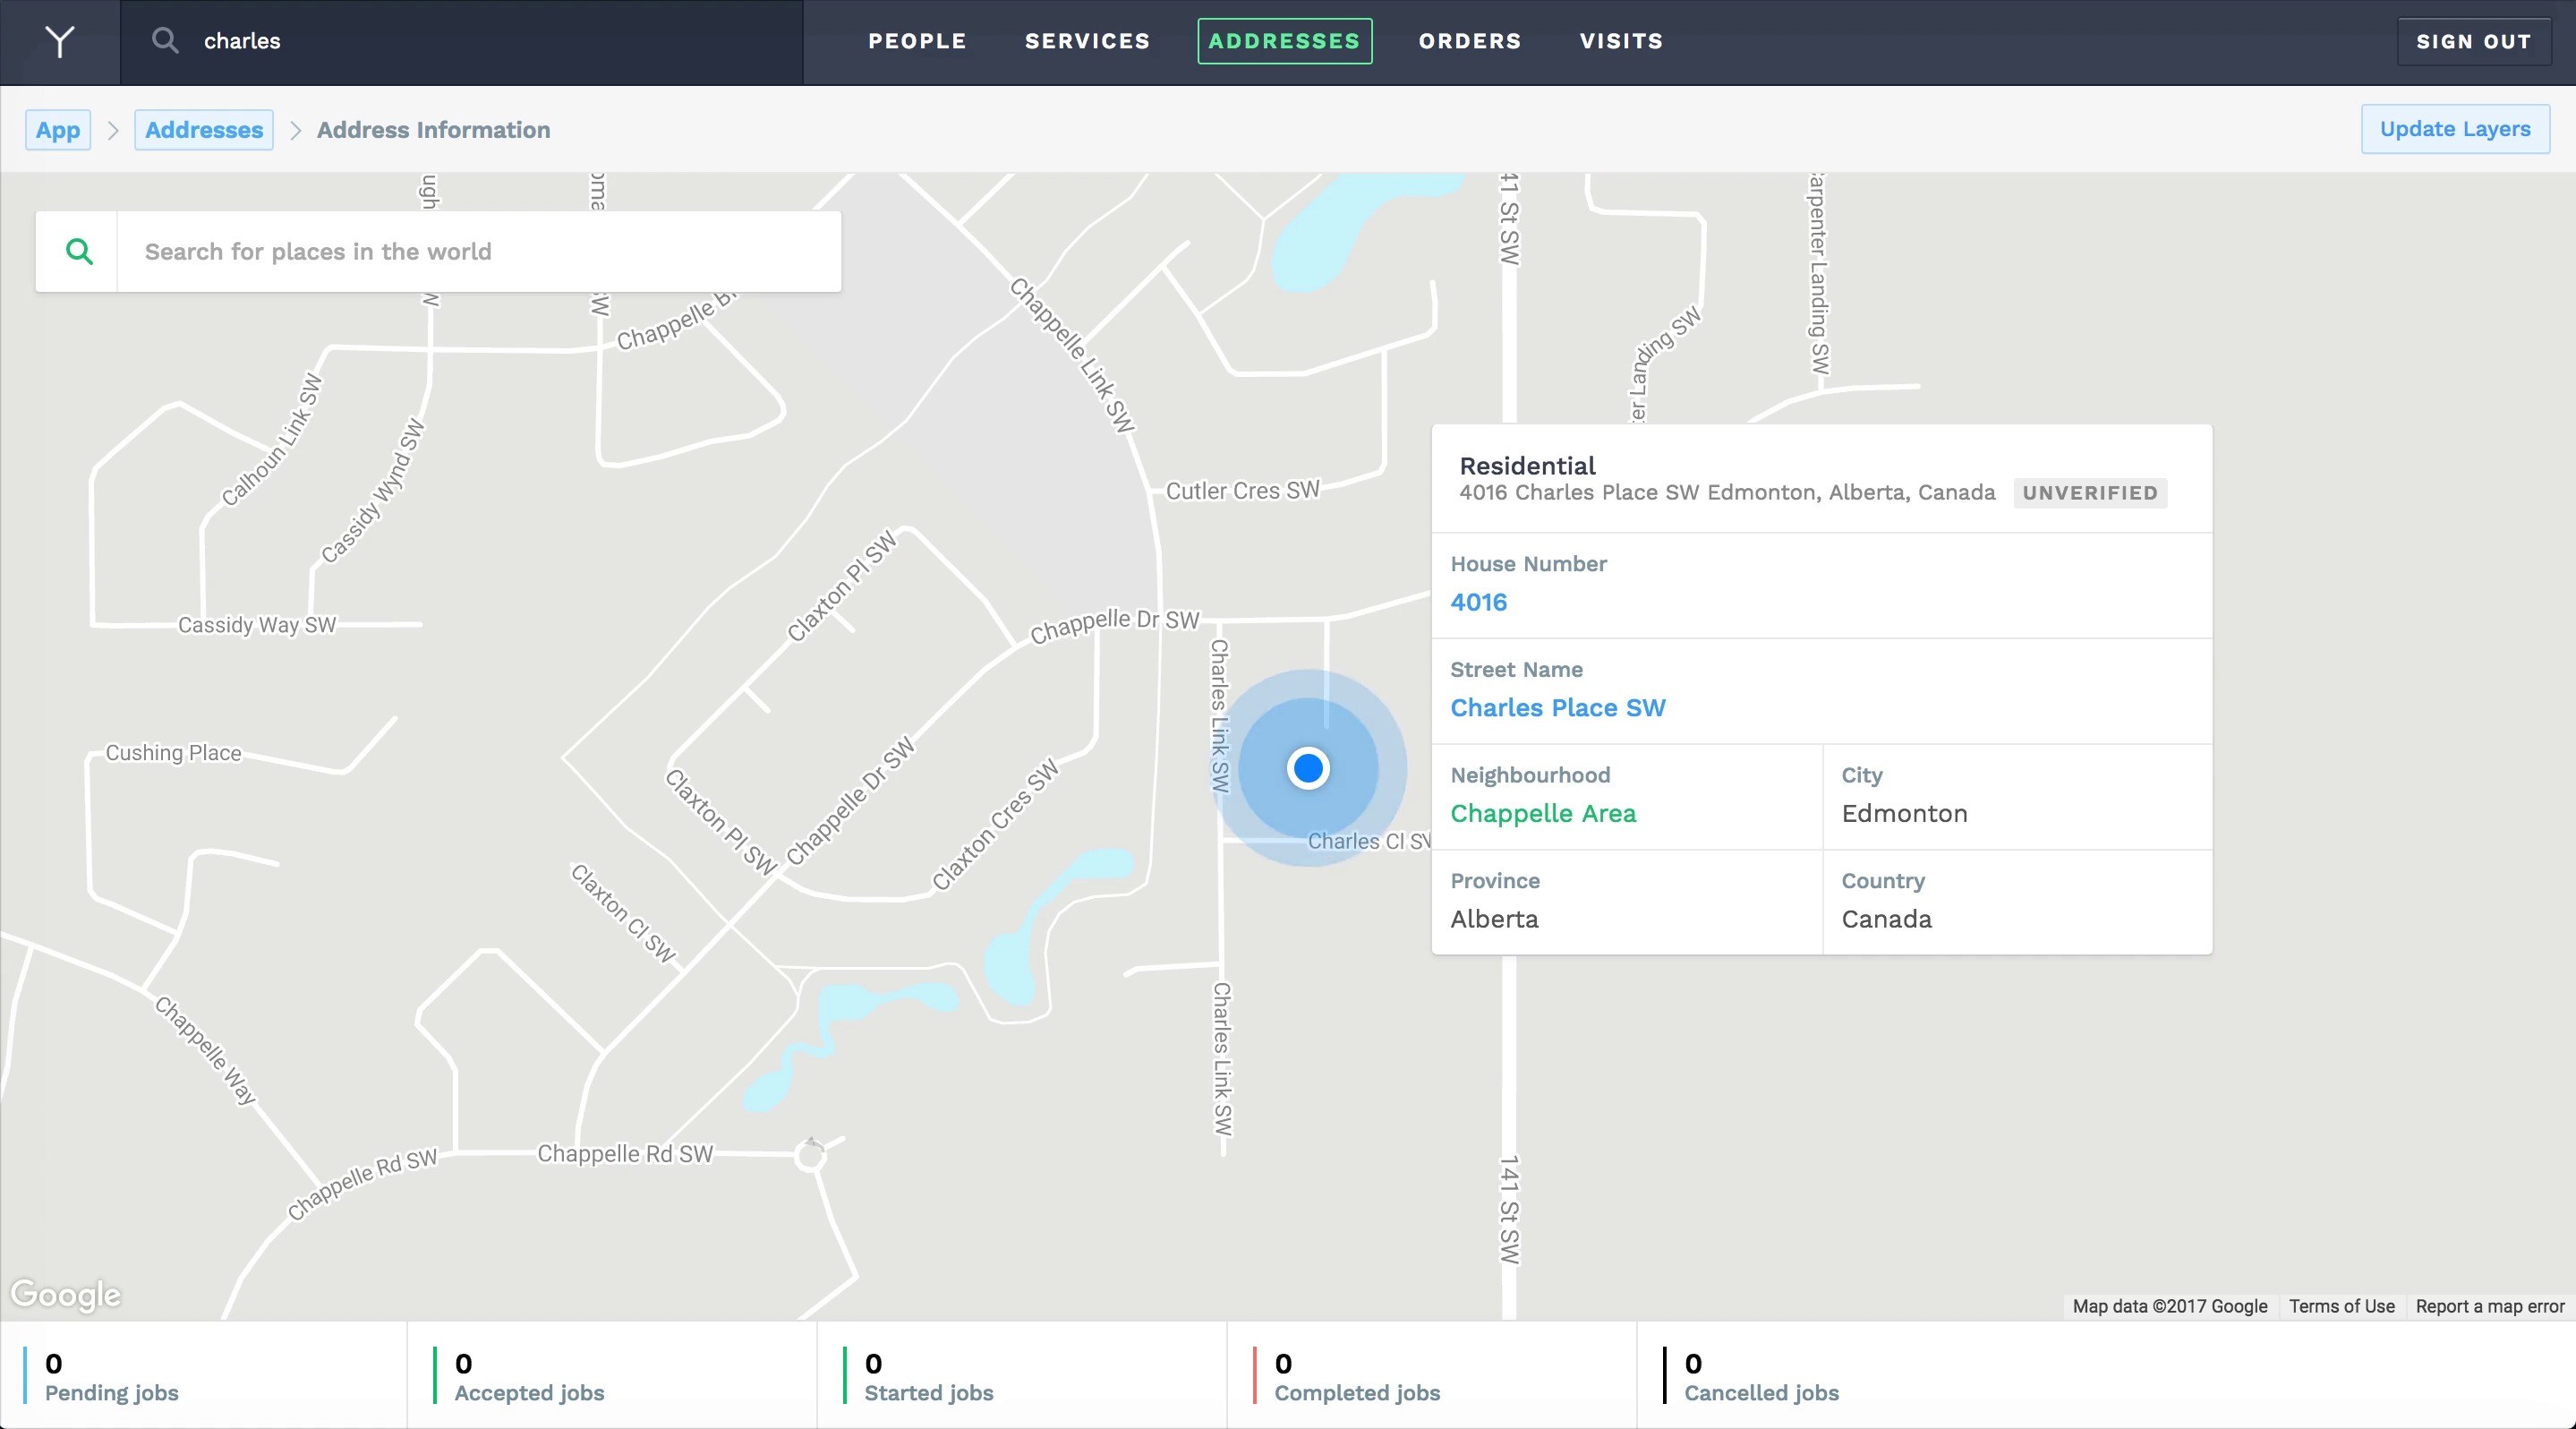 Y
charles
PEOPLE
SERVICES
ADDRESSES
ORDERS
VISITS
SIGN OUT
App
Addresses
Address Information
Update Layers
Search for places in the world
Chappelle Link SW
Calhoun Link SW
Cassidy Wynd SW
Cassidy Way SW
Cutler Cres SW
Claxton Pl SW
Chappelle Dr SW
Charles Link SW
Cushing Place
Claxton Pl SW
Chappelle Dr SW
Claxton Cres SW
Claxton Cl SW
Charles Cl SW
Chappelle Way
Charles Link SW
Chappelle Rd SW
Chappelle Rd SW
141 St SW
41 St SW
arpenter Landing SW
ter Landing SW
Chappelle
Residential
4016 Charles Place SW Edmonton, Alberta, Canada
UNVERIFIED
House Number
4016
Street Name
Charles Place SW
Neighbourhood
Chappelle Area
City
Edmonton
Province
Alberta
Country
Canada
Google
Map data ©2017 Google
Terms of Use
Report a map error
0
Pending jobs
0
Accepted jobs
0
Started jobs
0
Completed jobs
0
Cancelled jobs